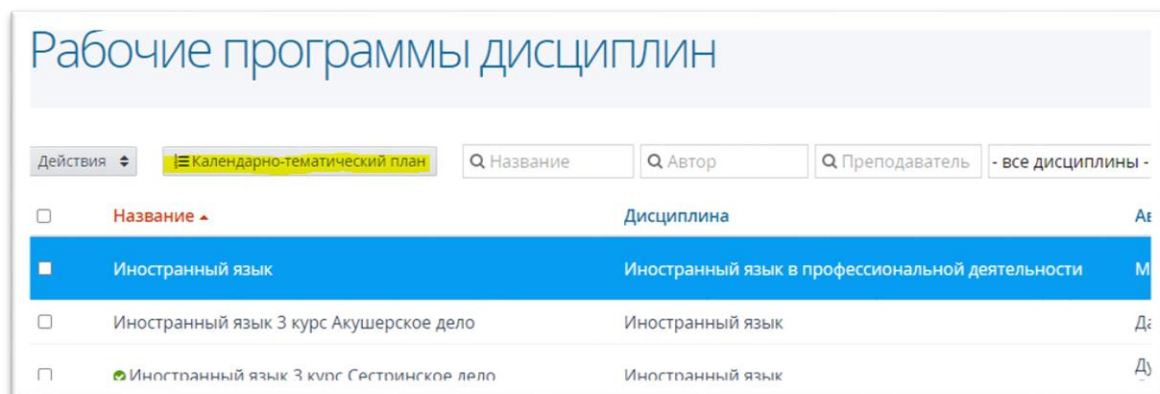 Рабочие программы дисциплин
Действия Календарно-тематический план Название Автор Преподаватель - все дисциплины -
Название Дисциплина
Иностранный язык Иностранный язык в профессиональной деятельности
Иностранный язык 3 курс Акушерское дело Иностранный язык
Иностранный язык 3 курс Сестринское дело Иностранный язык